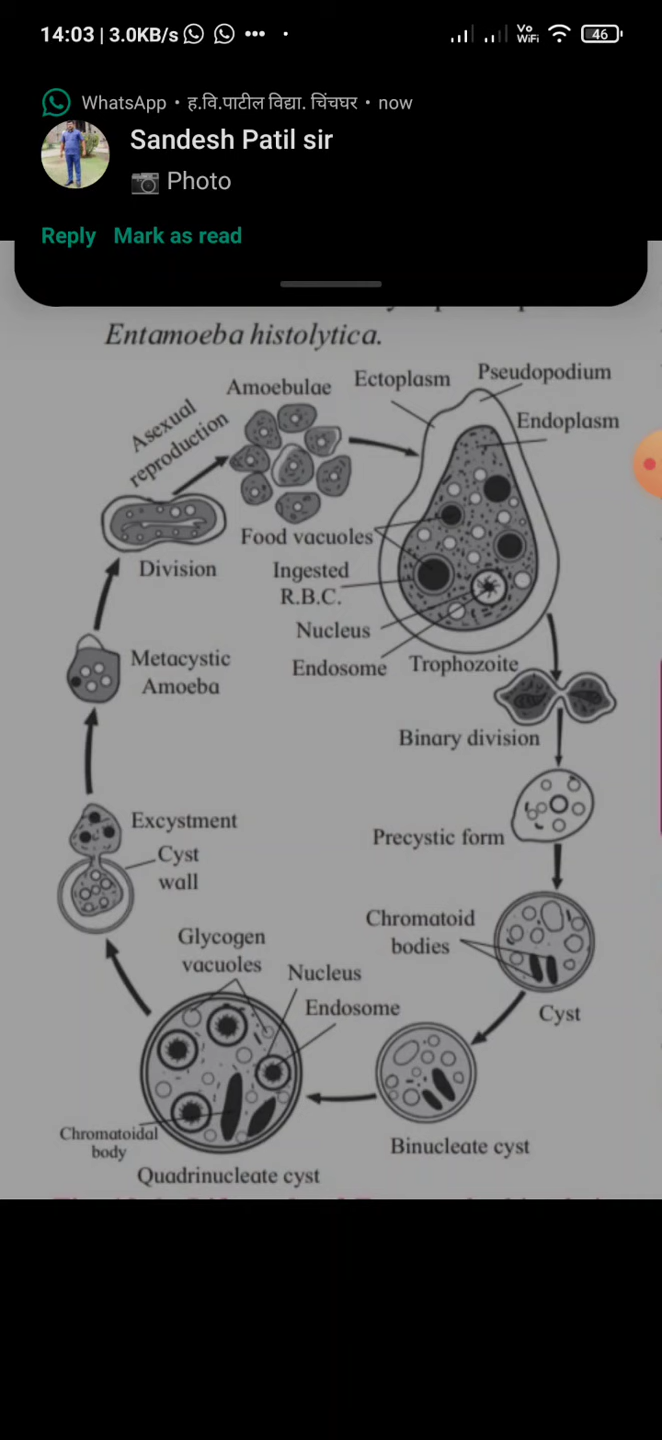 14:03 | 3.0KB/s
Vo
WiFi
46
WhatsApp • ह.वि.पाटील विद्या. चिंचघर • now
Sandesh Patil sir
Photo
Reply Mark as read
Entamoeba histolytica.
Amoebulae
Ectoplasm
Pseudopodium
Endoplasm
Asexual
reproduction
Food vacuoles
Division
Ingested
R.B.C.
Nucleus
Endosome
Trophozoite
Metacystic
Amoeba
Binary division
Excystment
Cyst
wall
Precystic form
Chromatoid
bodies
Glycogen
vacuoles
Nucleus
Endosome
Cyst
Chromatoidal
body
Binucleate cyst
Quadrinucleate cyst